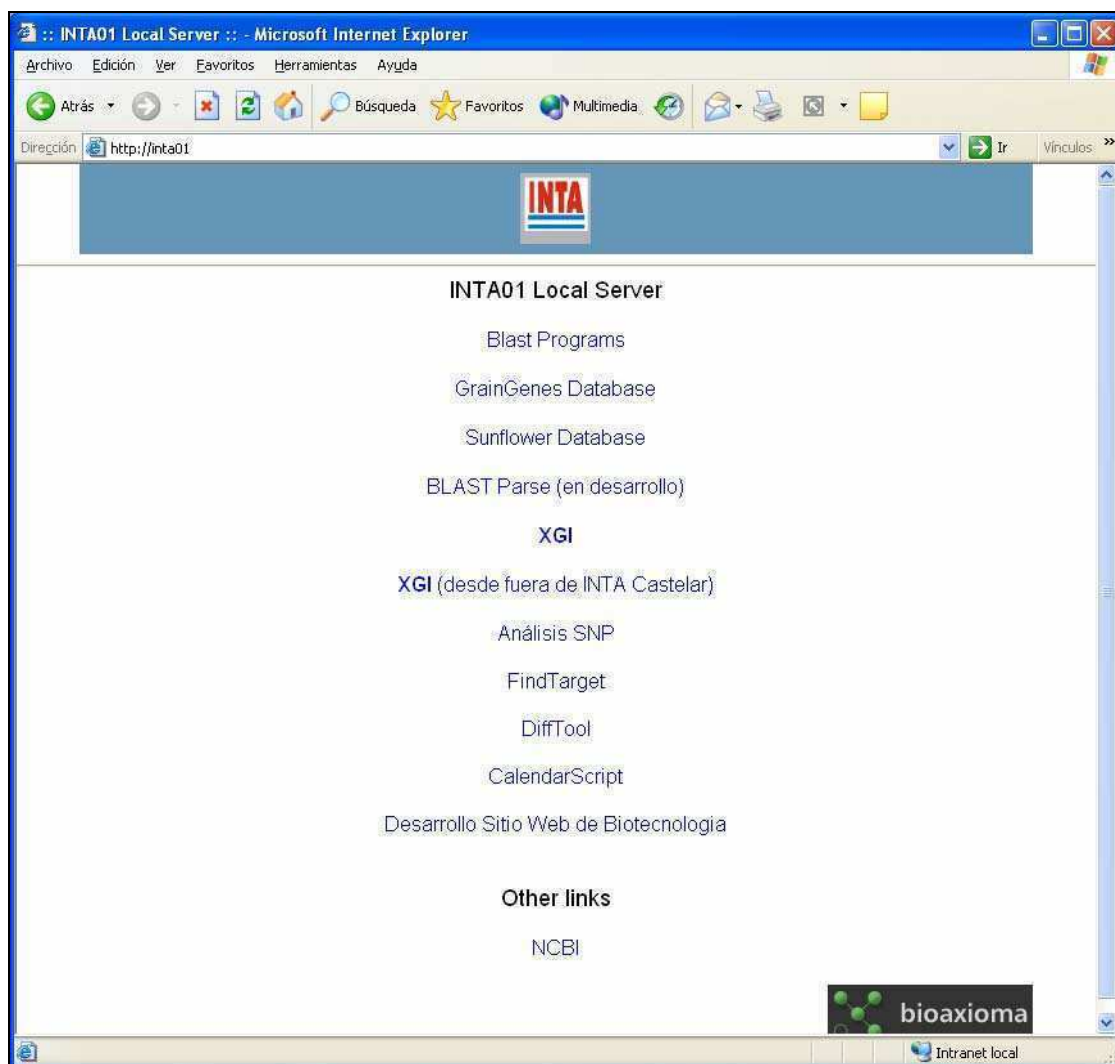 :: INTA01 Local Server :: - Microsoft Internet Explorer
Archivo Edición Ver Favoritos Herramientas Ayuda
Atrás Búsqueda Favoritos Multimedia
Dirección http://inta01 Ir Vínculos »
INTA
INTA01 Local Server
Blast Programs
GrainGenes Database
Sunflower Database
BLAST Parse (en desarrollo)
XGI
XGI (desde fuera de INTA Castelar)
Análisis SNP
FindTarget
DiffTool
CalendarScript
Desarrollo Sitio Web de Biotecnologia
Other links
NCBI
bioaxioma
Intranet local